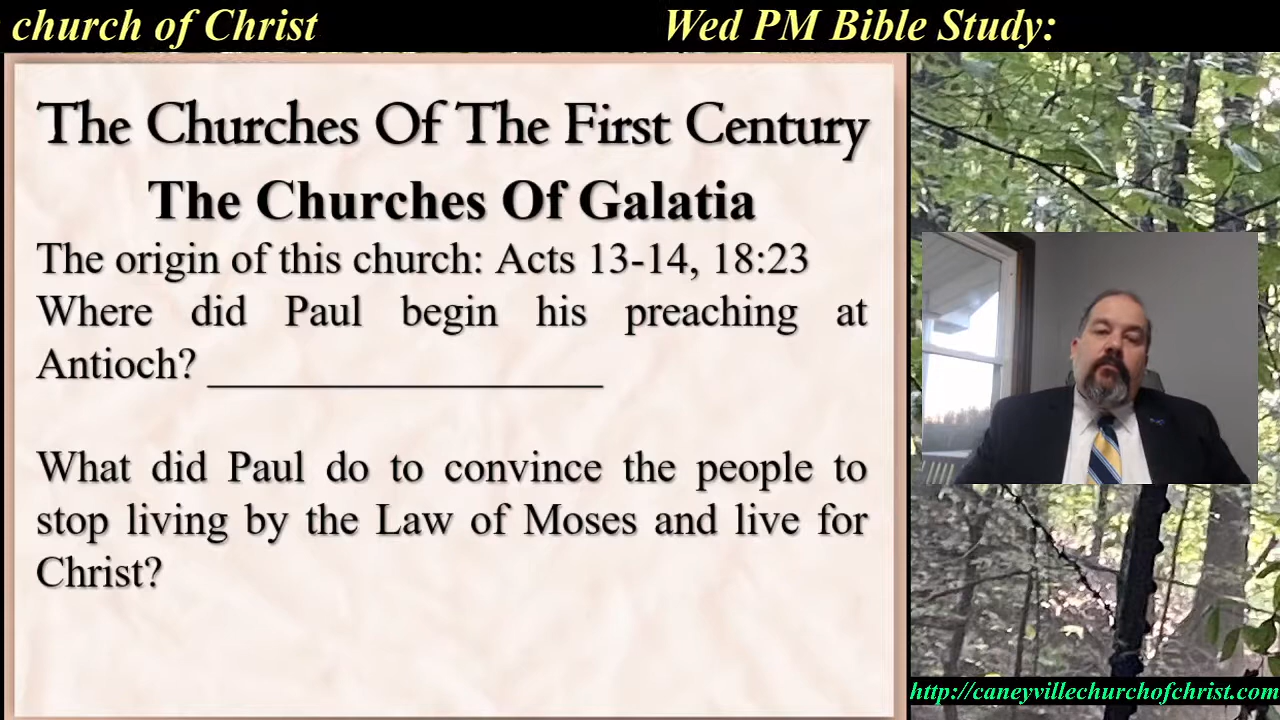 church of Christ
Wed PM Bible Study:
The Churches Of The First Century
The Churches Of Galatia
The origin of this church: Acts 13-14, 18:23
Where did Paul begin his preaching at
Antioch? ___________________
What did Paul do to convince the people to
stop living by the Law of Moses and live for
Christ?
http://caneyvillechurchofchrist.com